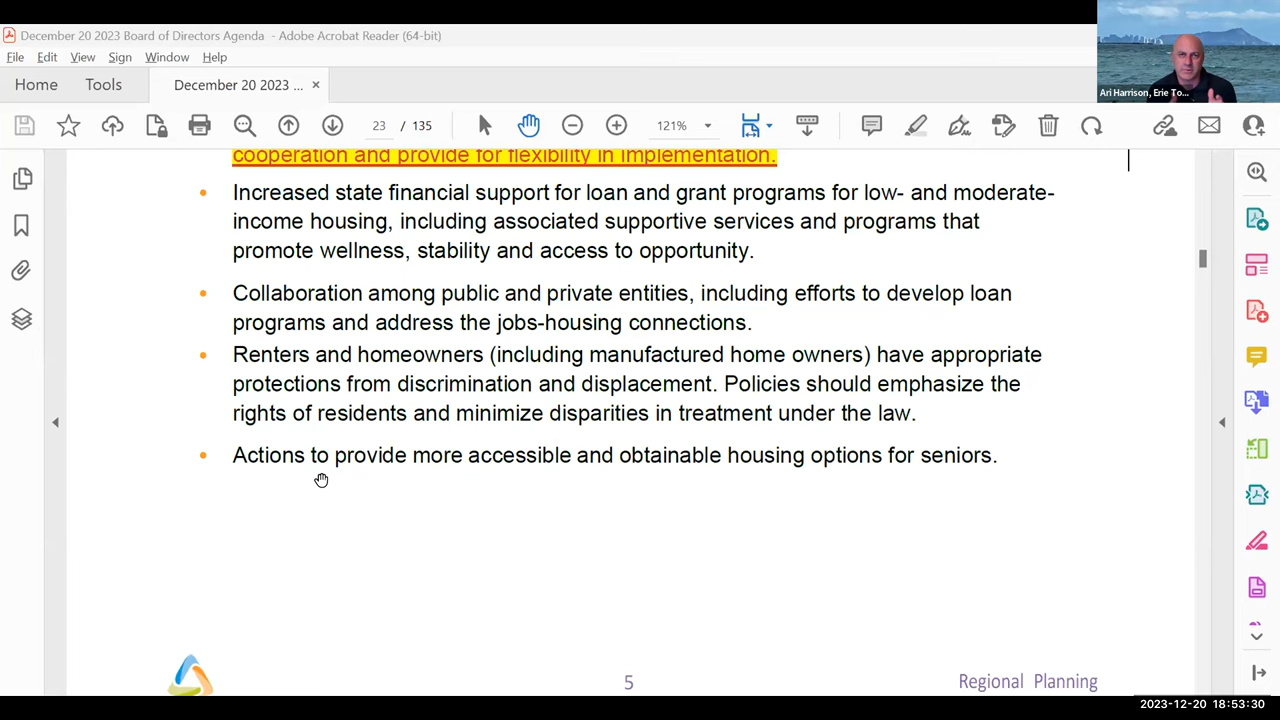 December 20 2023 Board of Directors Agenda - Adobe Acrobat Reader (64-bit)
File Edit View Sign Window Help
Home Tools December 20 2023 ... ×
23 / 135 121%
Ari Harrison, Erie To...
cooperation and provide for flexibility in implementation.
• Increased state financial support for loan and grant programs for low- and moderate-
income housing, including associated supportive services and programs that
promote wellness, stability and access to opportunity.
• Collaboration among public and private entities, including efforts to develop loan
programs and address the jobs-housing connections.
• Renters and homeowners (including manufactured home owners) have appropriate
protections from discrimination and displacement. Policies should emphasize the
rights of residents and minimize disparities in treatment under the law.
• Actions to provide more accessible and obtainable housing options for seniors.
5 Regional Planning
2023-12-20 18:53:30